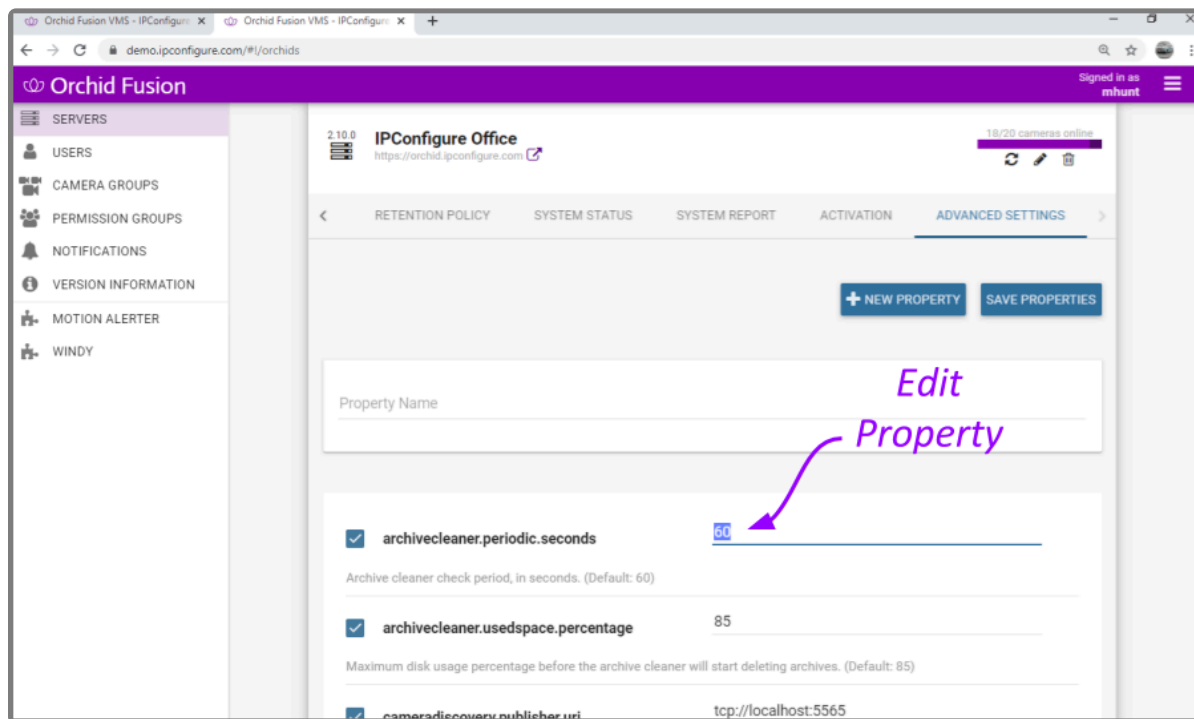 Orchid Fusion VMS - IPConfigure
Orchid Fusion VMS - IPConfigure
demo.ipconfigure.com/#!/orchids
Orchid Fusion
Signed in as
mhunt
SERVERS
USERS
CAMERA GROUPS
PERMISSION GROUPS
NOTIFICATIONS
VERSION INFORMATION
MOTION ALERTER
WINDY
2.10.0
IPConfigure Office
https://orchid.ipconfigure.com
18/20 cameras online
RETENTION POLICY SYSTEM STATUS SYSTEM REPORT ACTIVATION ADVANCED SETTINGS
NEW PROPERTY SAVE PROPERTIES
Property Name
Edit
Property
archivecleaner.periodic.seconds 60
Archive cleaner check period, in seconds. (Default: 60)
archivecleaner.usedspace.percentage 85
Maximum disk usage percentage before the archive cleaner will start deleting archives. (Default: 85)
cameradiscovery.publisher.uri tcp://localhost:5565